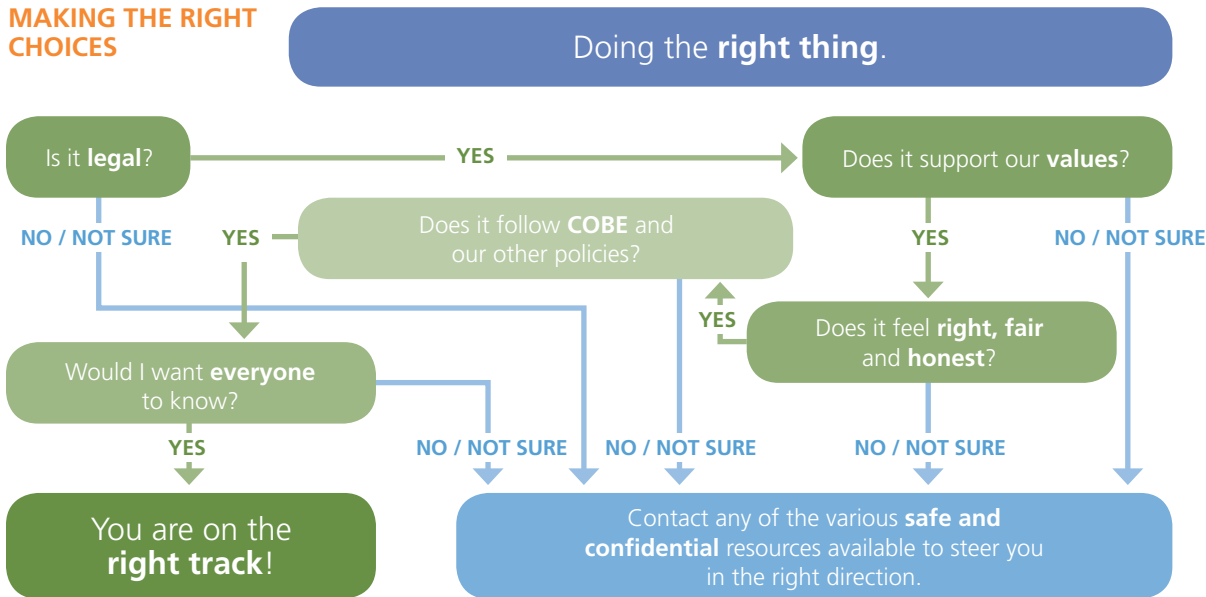 MAKING THE RIGHT
CHOICES
Doing the right thing.
Is it legal?
YES
Does it support our values?
NO / NOT SURE
YES
Does it follow COBE and
our other policies?
YES
NO / NOT SURE
YES
Does it feel right, fair
and honest?
Would I want everyone
to know?
YES
NO / NOT SURE
NO / NOT SURE
NO / NOT SURE
You are on the
right track!
Contact any of the various safe and
confidential resources available to steer you
in the right direction.